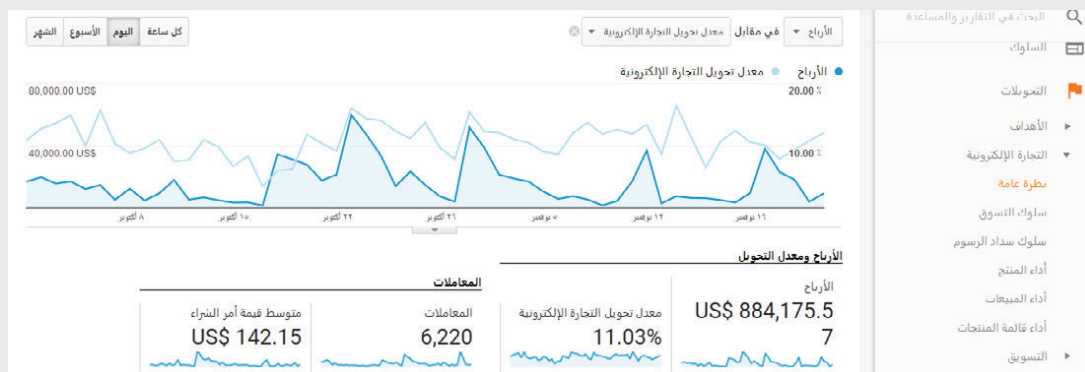 البحث في التقارير والمساعدة
السلوك
التحويلات
الأهداف
التجارة الإلكترونية
نظرة عامة
سلوك التسوق
سلوك سداد الرسوم
أداء المنتج
أداء المبيعات
أداء قائمة المنتجات
التسويق
الأرباح في مقابل معدل تحويل التجارة الإلكترونية
كل ساعة اليوم الأسبوع الشهر
الأرباح معدل تحويل التجارة الإلكترونية
80,000.00 US$
20.00 %
40,000.00 US$
10.00 %
٨ أكتوبر
١٥ أكتوبر
٢٢ أكتوبر
٢٦ أكتوبر
٥ نوفمبر
١٢ نوفمبر
١٦ نوفمبر
الأرباح ومعدل التحويل
المعاملات
الأرباح
US$ 884,175.5
7
معدل تحويل التجارة الإلكترونية
11.03%
المعاملات
6,220
متوسط قيمة أمر الشراء
US$ 142.15